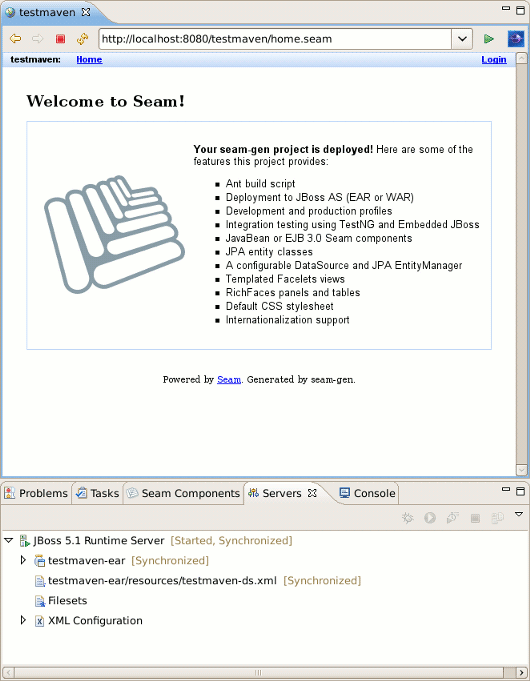 testmaven
http://localhost:8080/testmaven/home.seam
testmaven: Home Login
Welcome to Seam!
Your seam-gen project is deployed! Here are some of the
features this project provides:
Ant build script
Deployment to JBoss AS (EAR or WAR)
Development and production profiles
Integration testing using TestNG and Embedded JBoss
JavaBean or EJB 3.0 Seam components
JPA entity classes
A configurable DataSource and JPA EntityManager
Templated Facelets views
RichFaces panels and tables
Default CSS stylesheet
Internationalization support
Powered by Seam. Generated by seam-gen.
Problems Tasks Seam Components Servers Console
JBoss 5.1 Runtime Server [Started, Synchronized]
testmaven-ear [Synchronized]
testmaven-ear/resources/testmaven-ds.xml [Synchronized]
Filesets
XML Configuration